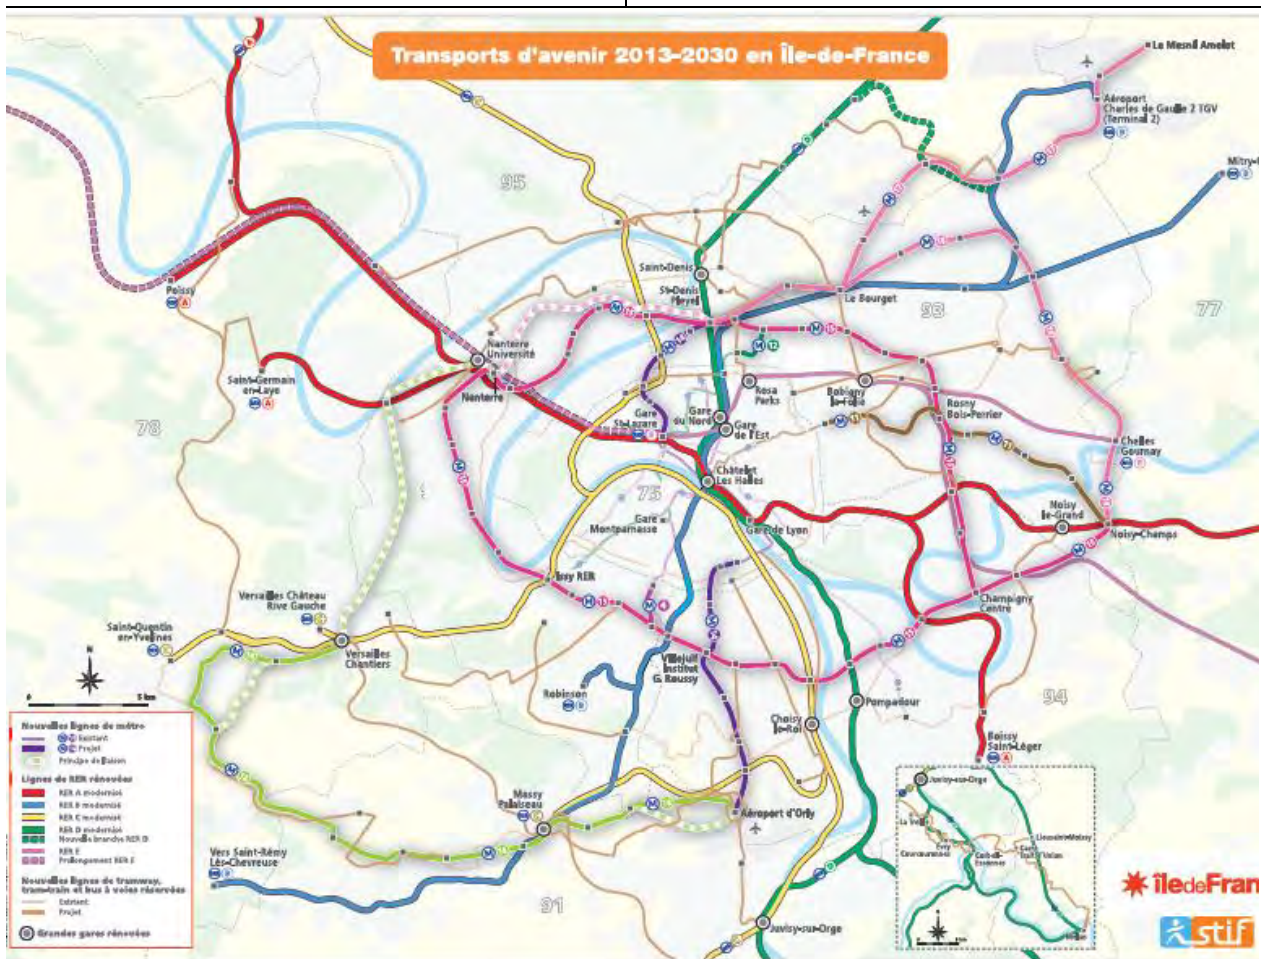 Transports d'avenir 2013-2030 en Île-de-France
Le Mesnil Amelot
Aéroport
Charles de Gaulle 2 TGV
(Terminal 2)
95
Saint-Denis
St-Denis
Pleyel
Le Bourget
93
77
Poissy
Nanterre
Université
Nanterre
Saint-Germain
en-Laye
78
Rosa
Parks
Bobigny
la-Folie
Rosny
Bois-Perrier
Gare
St-Lazare
Gare
du Nord
Gare
de l'Est
Chelles
Gournay
Châtelet
Les Halles
75
Gare
Montparnasse
Gare de Lyon
Noisy
le-Grand
Noisy-Champs
Issy RER
Champigny
Centre
Versailles Château
Rive Gauche
Saint-Quentin
en-Yvelines
Versailles
Chantiers
Villejuif
Institut
G. Roussy
Robinson
Pompadour
94
Choisy
le-Roi
Boissy
Saint-Léger
Massy
Palaiseau
Aéroport d'Orly
Vers Saint-Rémy
Lès-Chevreuse
91
Juvisy-sur-Orge
N
5 km
Nouvelles lignes de métro
Existant
Projet
Principe de liaison
Lignes de RER rénovées
RER A modernisé
RER B modernisé
RER C modernisé
RER D modernisé
Nouvelle branche RER D
RER E
Prolongement RER E
Nouvelles lignes de tramway,
tram-train et bus à voies réservées
Existant
Projet
Grandes gares rénovées
Juvisy-sur-Orge
Évry
Courcouronnes
Corbeil-
Essonnes
Lieusaint-Moissy
îledeFran
stif